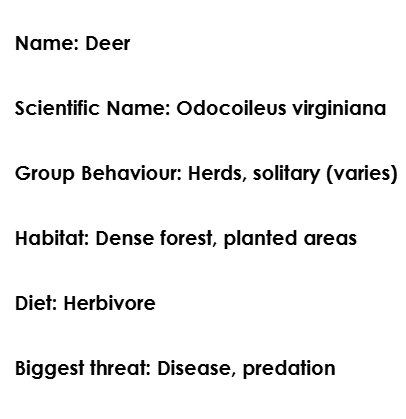 Name: Deer
Scientific Name: Odocoileus virginiana
Group Behaviour: Herds, solitary (varies)
Habitat: Dense forest, planted areas
Diet: Herbivore
Biggest threat: Disease, predation